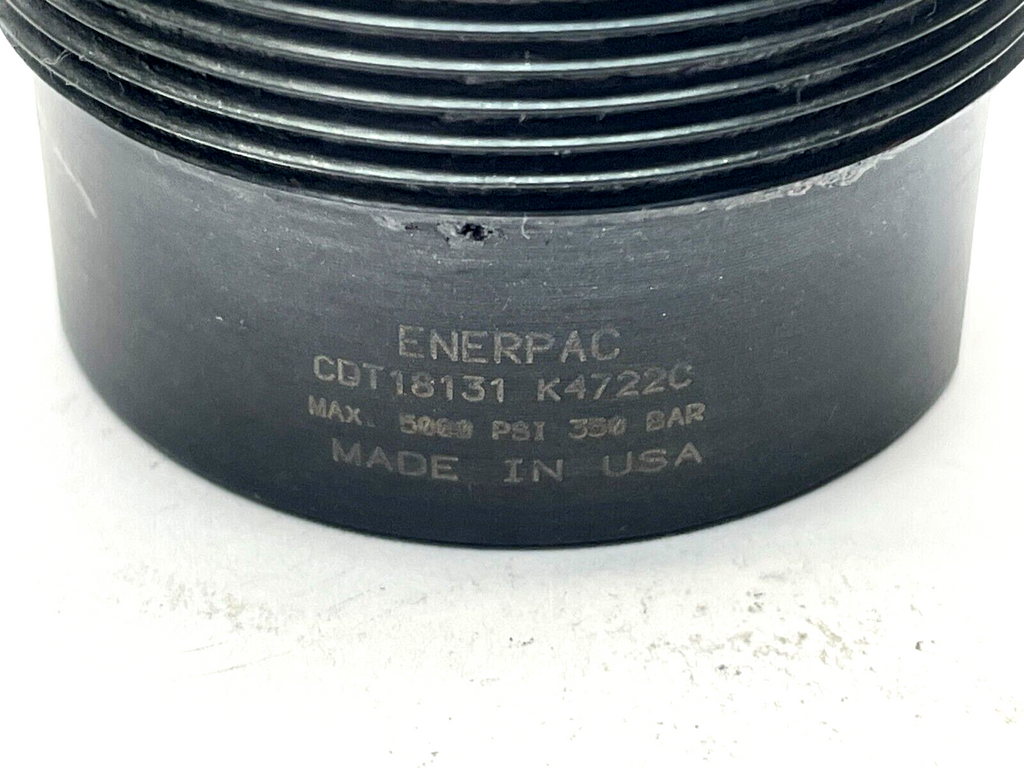 ENERPAC
CDT18131 K4722C
MAX. 5000 PSI 350 BAR
MADE IN USA